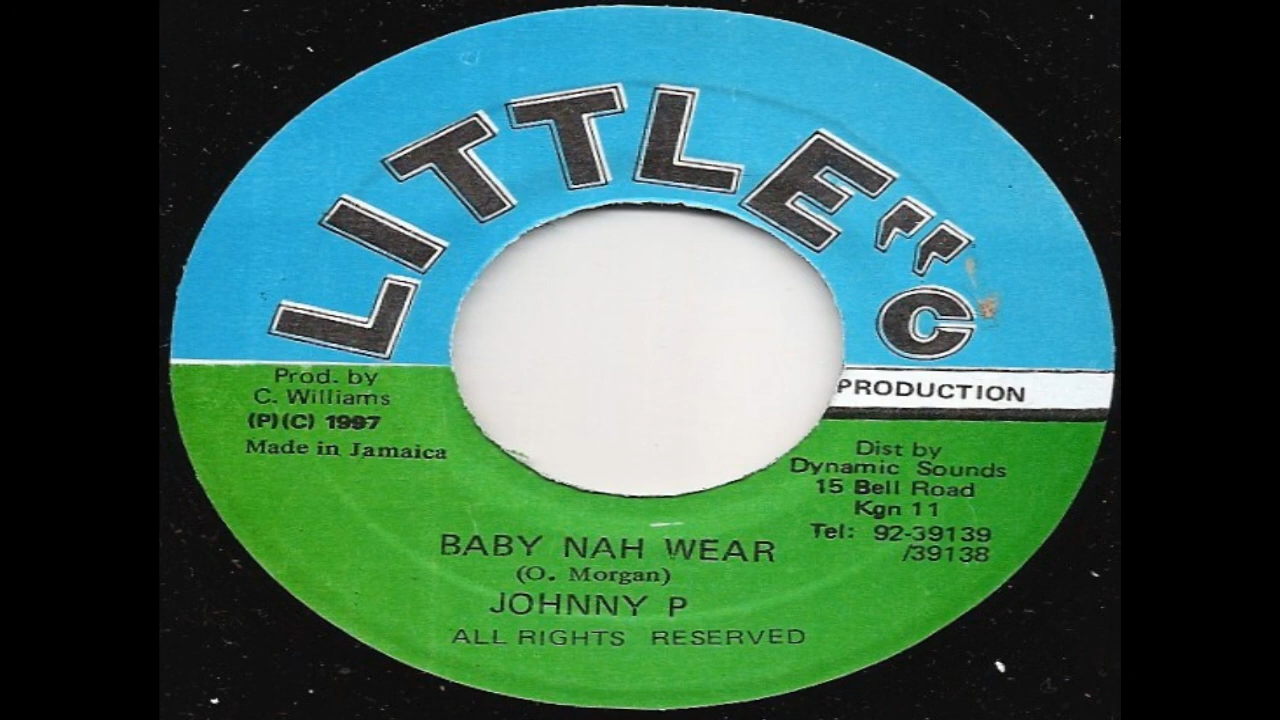 LITTLE "C
PRODUCTION
Prod. by
C. Williams
(P)(C) 1997
Made in Jamaica
Dist by
Dynamic Sounds
15 Bell Road
Kgn 11
Tel: 92-39139
/39138
BABY NAH WEAR
(O. Morgan)
JOHNNY P
ALL RIGHTS RESERVED